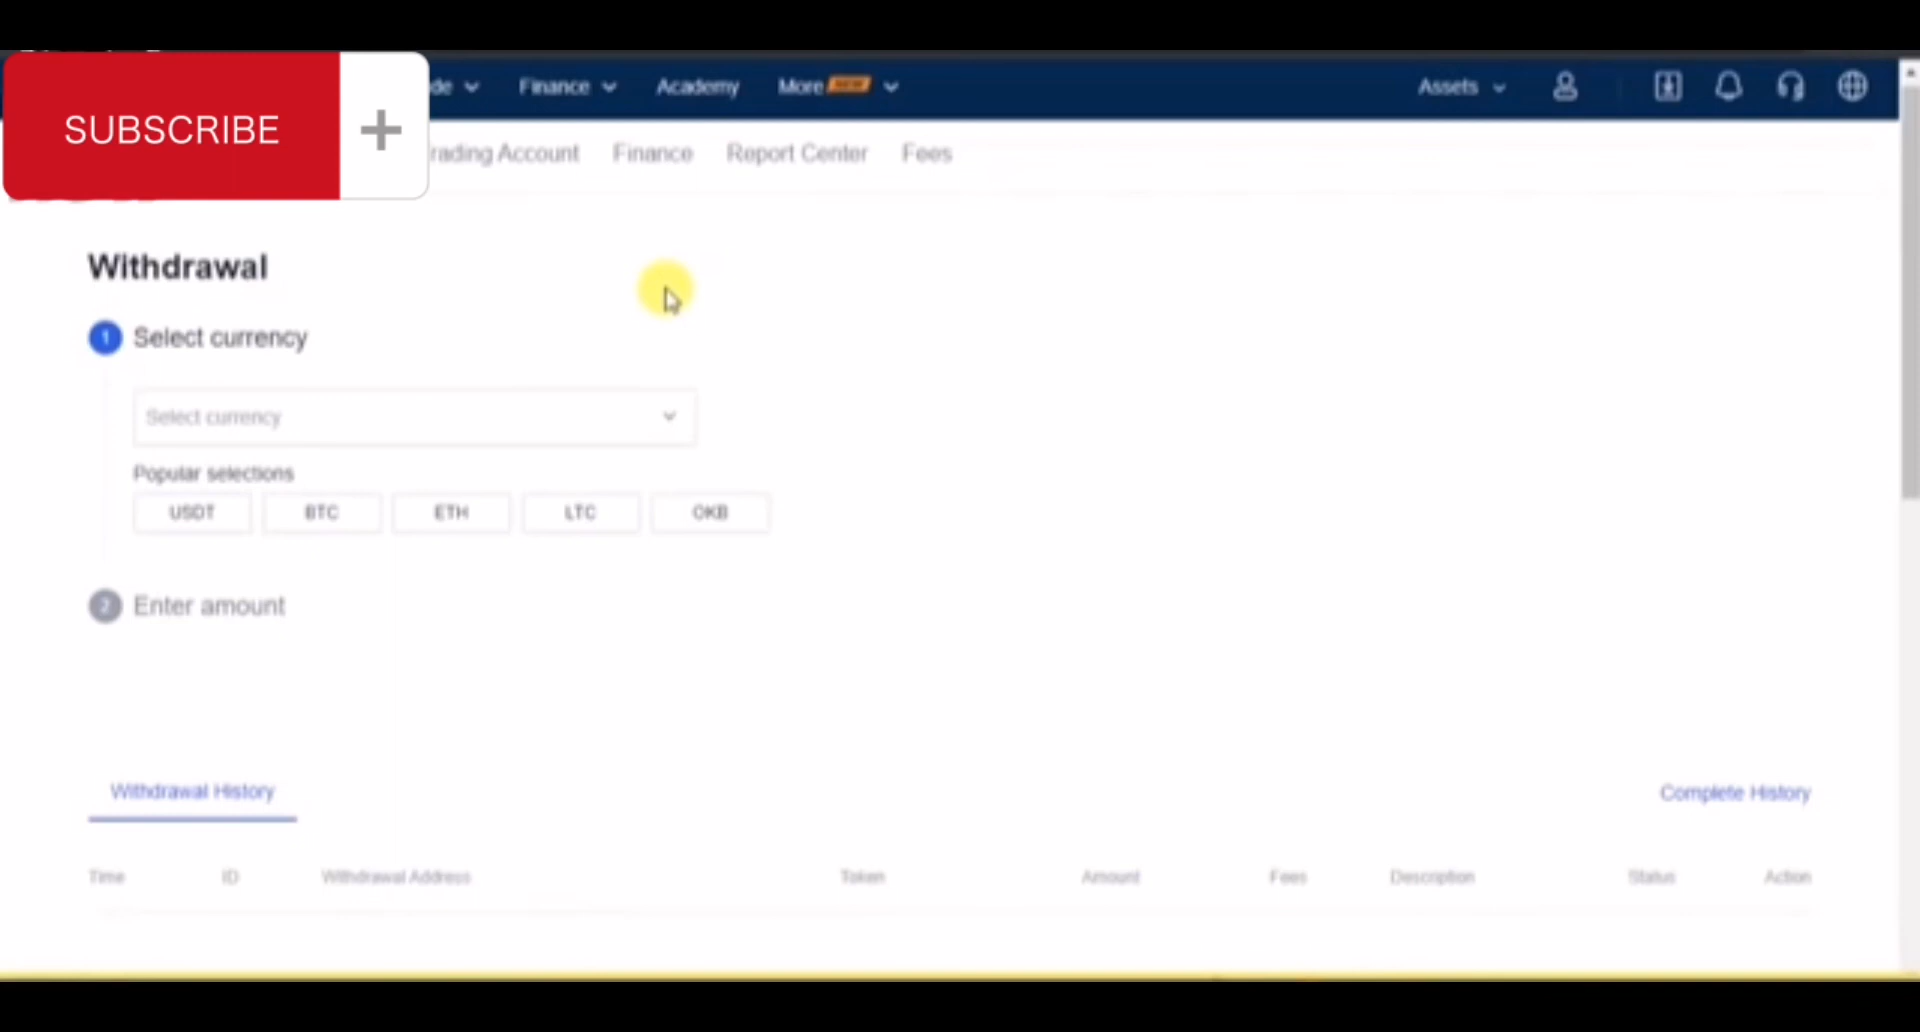 SUBSCRIBE +
de Finance Academy More NEW Assets
rading Account Finance Report Center Fees
Withdrawal
1 Select currency
Select currency
Popular selections
USDT BTC ETH LTC OKB
2 Enter amount
Withdrawal History Complete History
Time ID Withdrawal Address Token Amount Fees Description Status Action